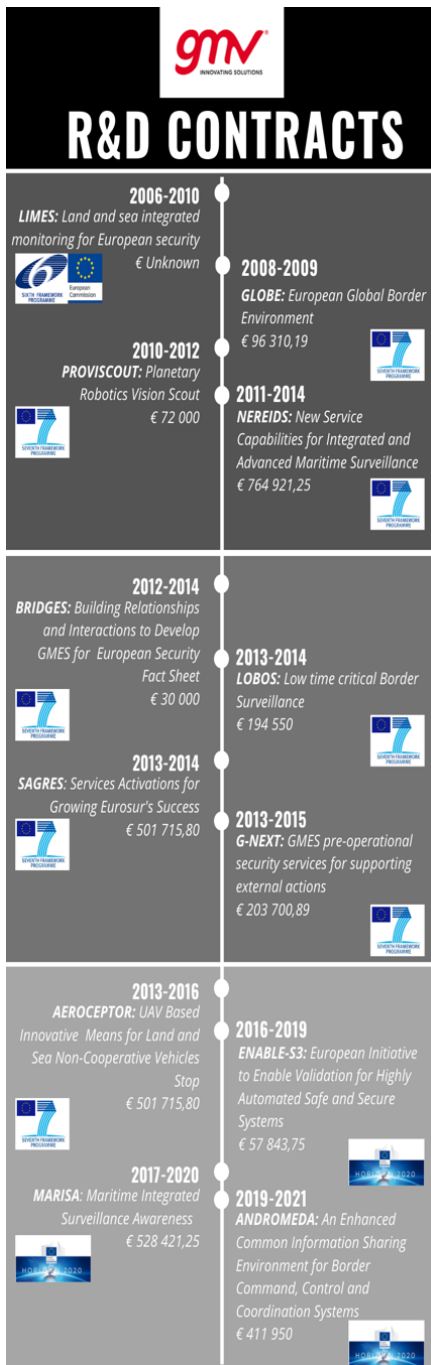 gmv
INNOVATING SOLUTIONS
R&D CONTRACTS
2006-2010
LIMES: Land and sea integrated
monitoring for European security
€ Unknown
SIXTH FRAMEWORK
PROGRAMME
European
Commission
2008-2009
GLOBE: European Global Border
Environment
€ 96 310,19
SEVENTH FRAMEWORK
PROGRAMME
2010-2012
PROVISCOUT: Planetary
Robotics Vision Scout
€ 72 000
SEVENTH FRAMEWORK
PROGRAMME
2011-2014
NEREIDS: New Service
Capabilities for Integrated and
Advanced Maritime Surveillance
€ 764 921,25
SEVENTH FRAMEWORK
PROGRAMME
2012-2014
BRIDGES: Building Relationships
and Interactions to Develop
GMES for European Security
Fact Sheet
€ 30 000
SEVENTH FRAMEWORK
PROGRAMME
2013-2014
LOBOS: Low time critical Border
Surveillance
€ 194 550
SEVENTH FRAMEWORK
PROGRAMME
2013-2014
SAGRES: Services Activations for
Growing Eurosur's Success
€ 501 715,80
SEVENTH FRAMEWORK
PROGRAMME
2013-2015
G-NEXT: GMES pre-operational
security services for supporting
external actions
€ 203 700,89
SEVENTH FRAMEWORK
PROGRAMME
2013-2016
AEROCEPTOR: UAV Based
Innovative Means for Land and
Sea Non-Cooperative Vehicles
Stop
€ 501 715,80
SEVENTH FRAMEWORK
PROGRAMME
2016-2019
ENABLE-S3: European Initiative
to Enable Validation for Highly
Automated Safe and Secure
Systems
€ 57 843,75
HORIZON 2020
2017-2020
MARISA: Maritime Integrated
Surveillance Awareness
€ 528 421,25
HORIZON 2020
2019-2021
ANDROMEDA: An Enhanced
Common Information Sharing
Environment for Border
Command, Control and
Coordination Systems
€ 411 950
HORIZON 2020